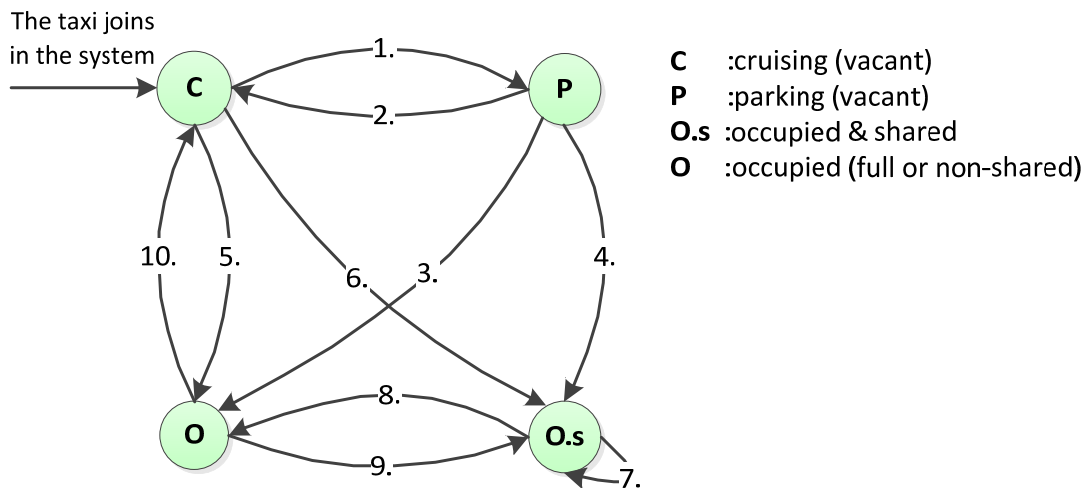 The taxi joins
in the system
C
1.
2.
P
C :cruising (vacant)
P :parking (vacant)
O.s :occupied & shared
O :occupied (full or non-shared)
10.
5.
6.
3.
4.
O
8.
9.
O.s
7.